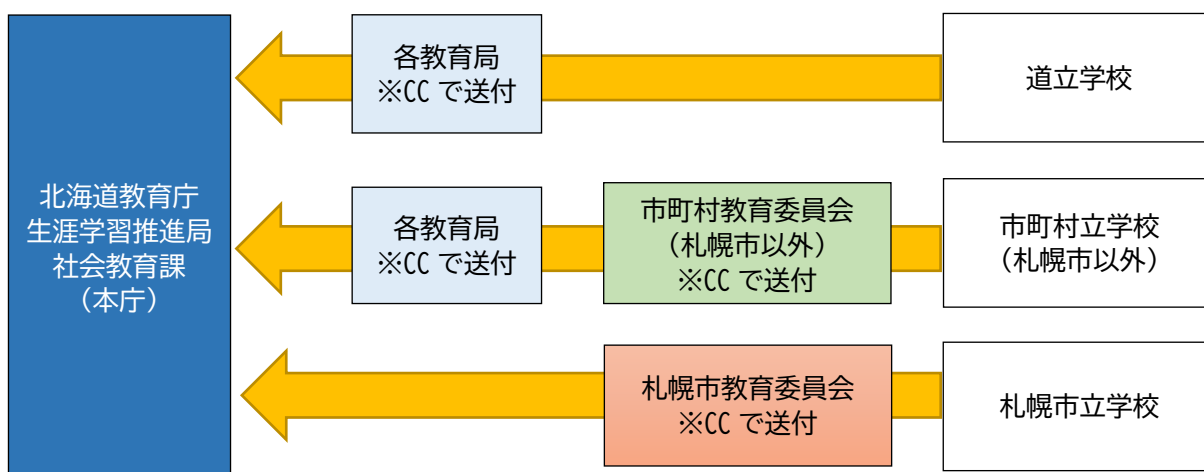 北海道教育庁
生涯学習推進局
社会教育課
（本庁）
各教育局
※CC で送付
道立学校
各教育局
※CC で送付
市町村教育委員会
（札幌市以外）
※CC で送付
市町村立学校
（札幌市以外）
札幌市教育委員会
※CC で送付
札幌市立学校